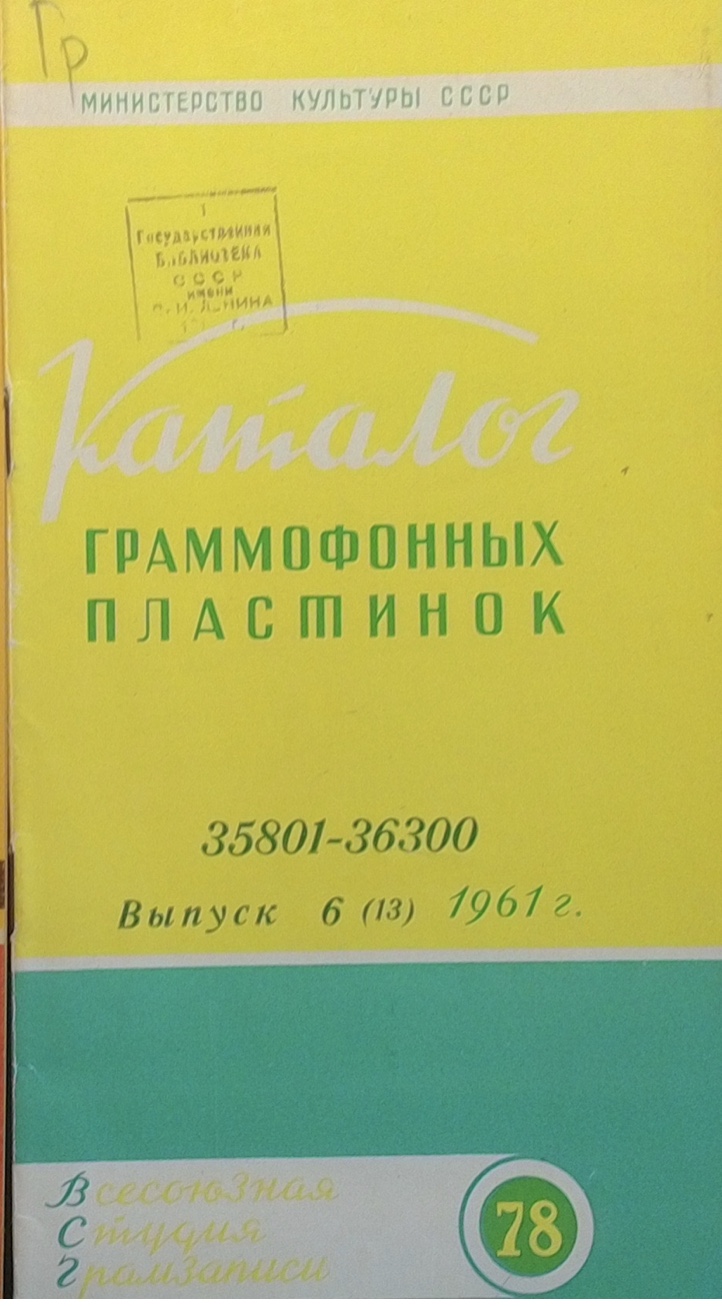 Гр
МИНИСТЕРСТВО КУЛЬТУРЫ СССР
Государственная
БИБЛИОТЕКА
СССР
имени
В. И. ЛЕНИНА
Каталог
ГРАММОФОННЫХ
ПЛАСТИНОК
35801-36300
Выпуск 6 (13) 1961 г.
Всесоюзная
Студия
Грамзаписи
78